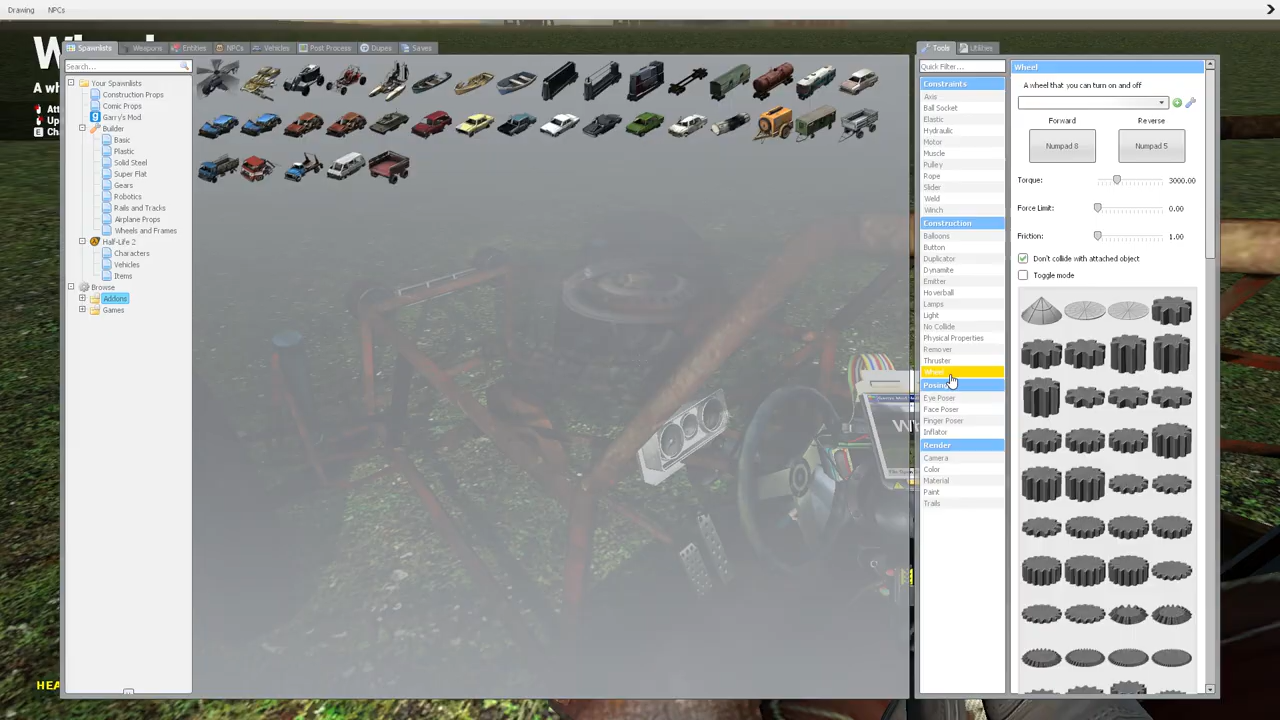 Drawing NPCs
Spawnlists Weapons Entities NPCs Vehicles Post Process Dupes Saves
Search...
Your Spawnlists
Construction Props
Comic Props
Garry's Mod
Builder
Basic
Plastic
Solid Steel
Super Flat
Gears
Robotics
Rails and Tracks
Airplane Props
Wheels and Frames
Half-Life 2
Characters
Vehicles
Items
Browse
Addons
Games
Tools Utilities
Quick Filter...
Constraints
Axis
Ball Socket
Elastic
Hydraulic
Motor
Muscle
Pulley
Rope
Slider
Weld
Winch
Construction
Balloons
Button
Duplicator
Dynamite
Emitter
Hoverball
Lamps
Light
No Collide
Physical Properties
Remover
Thruster
Wheel
Posing
Eye Poser
Face Poser
Finger Poser
Inflator
Render
Camera
Color
Material
Paint
Trails
Wheel
A wheel that you can turn on and off
Forward Reverse
Numpad 8 Numpad 5
Torque: 3000.00
Force Limit: 0.00
Friction: 1.00
Don't collide with attached object
Toggle mode